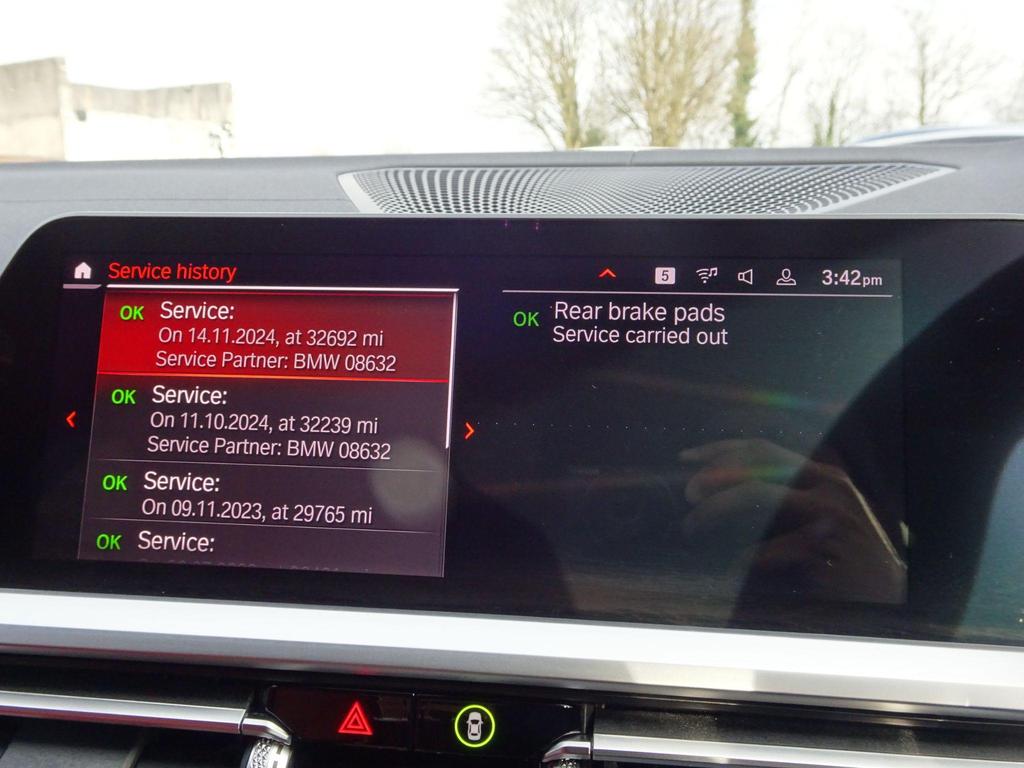 Service history
5
3:42pm
OK Service:
On 14.11.2024, at 32692 mi
Service Partner: BMW 08632
OK Service:
On 11.10.2024, at 32239 mi
Service Partner: BMW 08632
OK Service:
On 09.11.2023, at 29765 mi
OK Service:
OK Rear brake pads
Service carried out